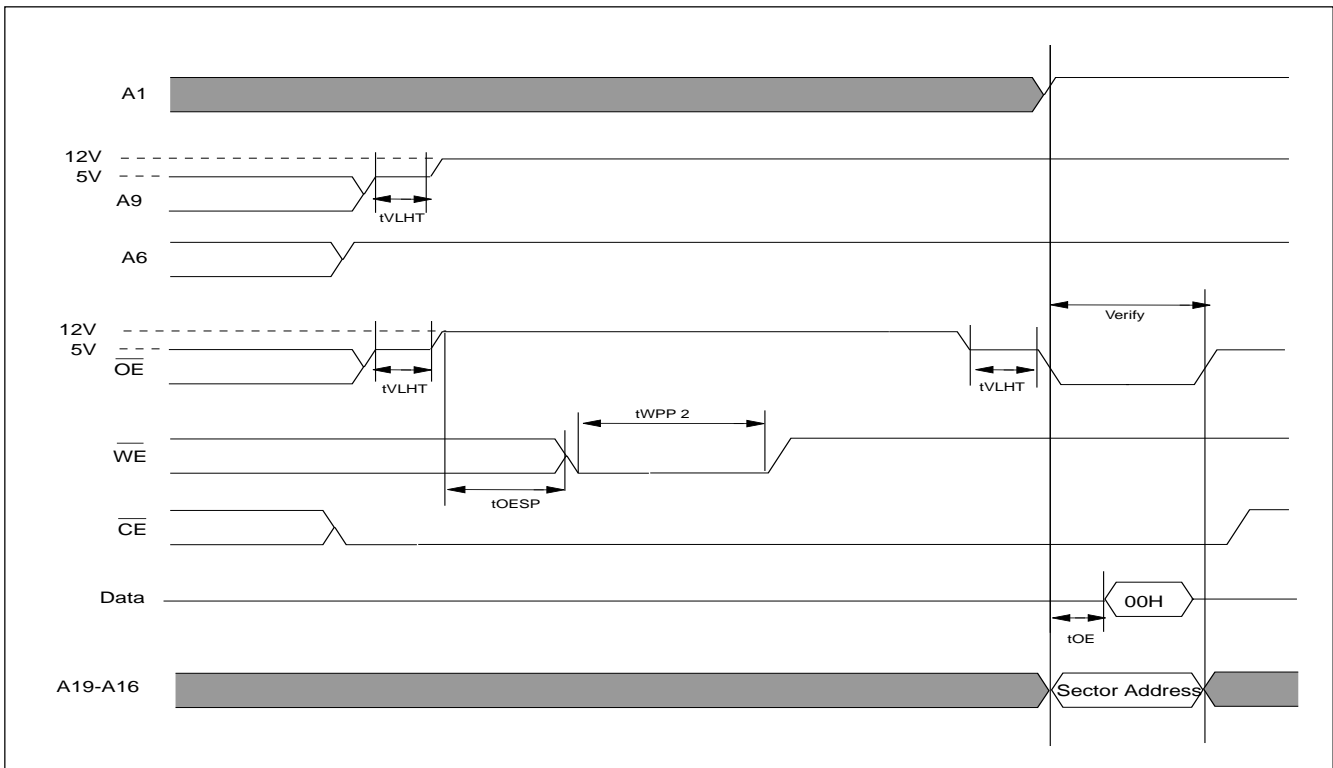 A1
12V
5V
A9
tVLHT
A6
12V
5V
OE
tVLHT
tVLHT
Verify
tWPP 2
WE
tOESP
CE
Data
00H
tOE
A19-A16
Sector Address